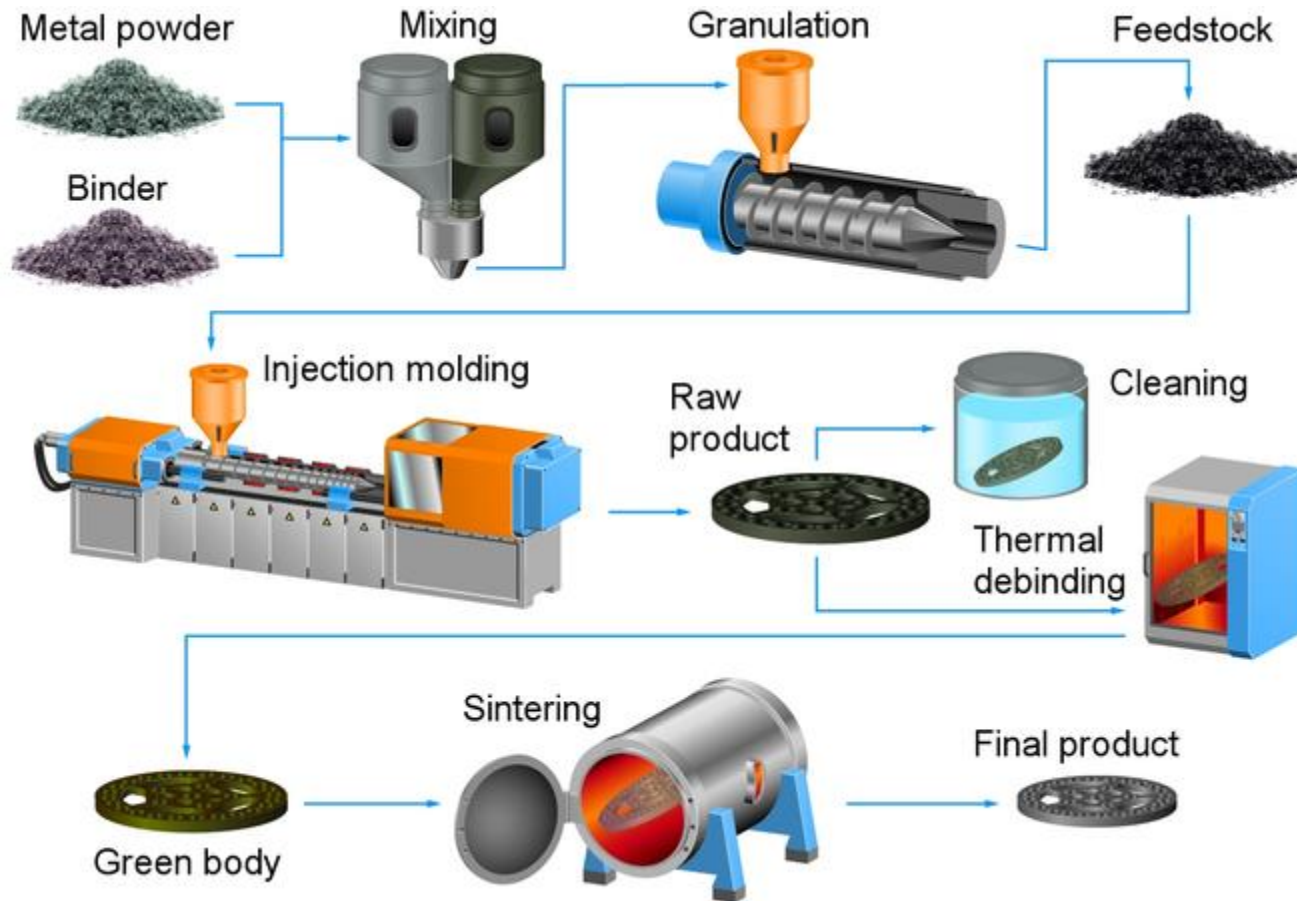 Metal powder
Mixing
Granulation
Feedstock
Binder
Injection molding
Raw
product
Cleaning
Thermal
debinding
Sintering
Final product
Green body